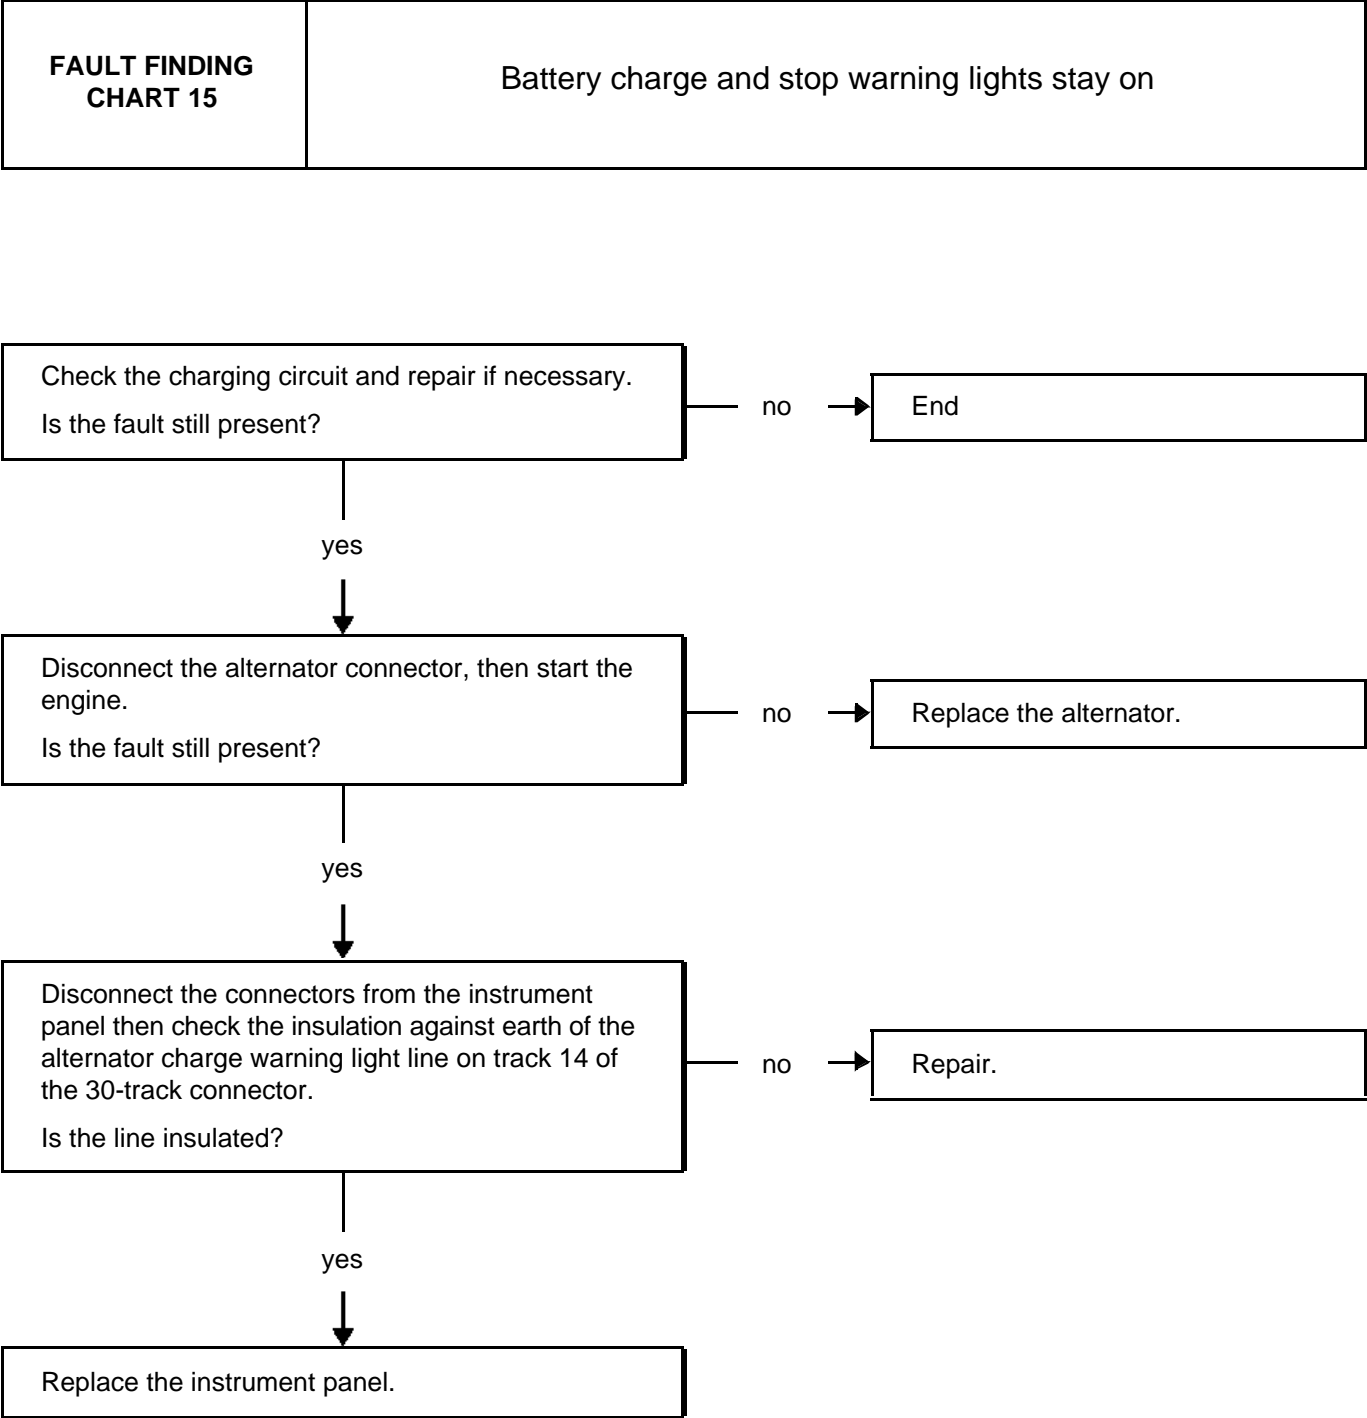 FAULT FINDING
CHART 15
Battery charge and stop warning lights stay on
Check the charging circuit and repair if necessary.
Is the fault still present?
no
End
yes
Disconnect the alternator connector, then start the
engine.
Is the fault still present?
no
Replace the alternator.
yes
Disconnect the connectors from the instrument
panel then check the insulation against earth of the
alternator charge warning light line on track 14 of
the 30-track connector.
Is the line insulated?
no
Repair.
yes
Replace the instrument panel.